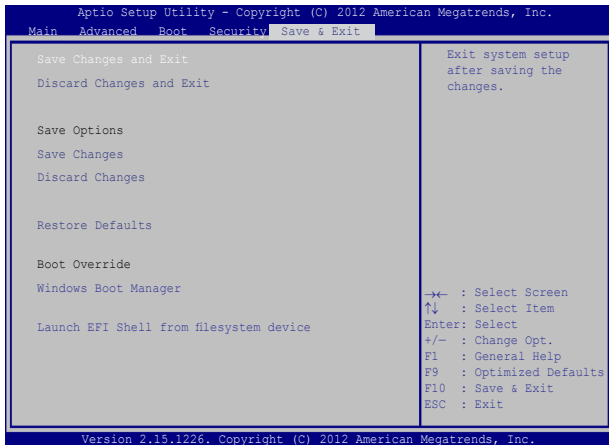 Aptio Setup Utility – Copyright (C) 2012 American Megatrends, Inc.
Main Advanced Boot Security Save & Exit
Save Changes and Exit
Discard Changes and Exit
Save Options
Save Changes
Discard Changes
Restore Defaults
Boot Override
Windows Boot Manager
Launch EFI Shell from filesystem device
Exit system setup
after saving the
changes.
→← : Select Screen
↑↓ : Select Item
Enter: Select
+/— : Change Opt.
F1 : General Help
F9 : Optimized Defaults
F10 : Save & Exit
ESC : Exit
Version 2.15.1226. Copyright (C) 2012 American Megatrends, Inc.